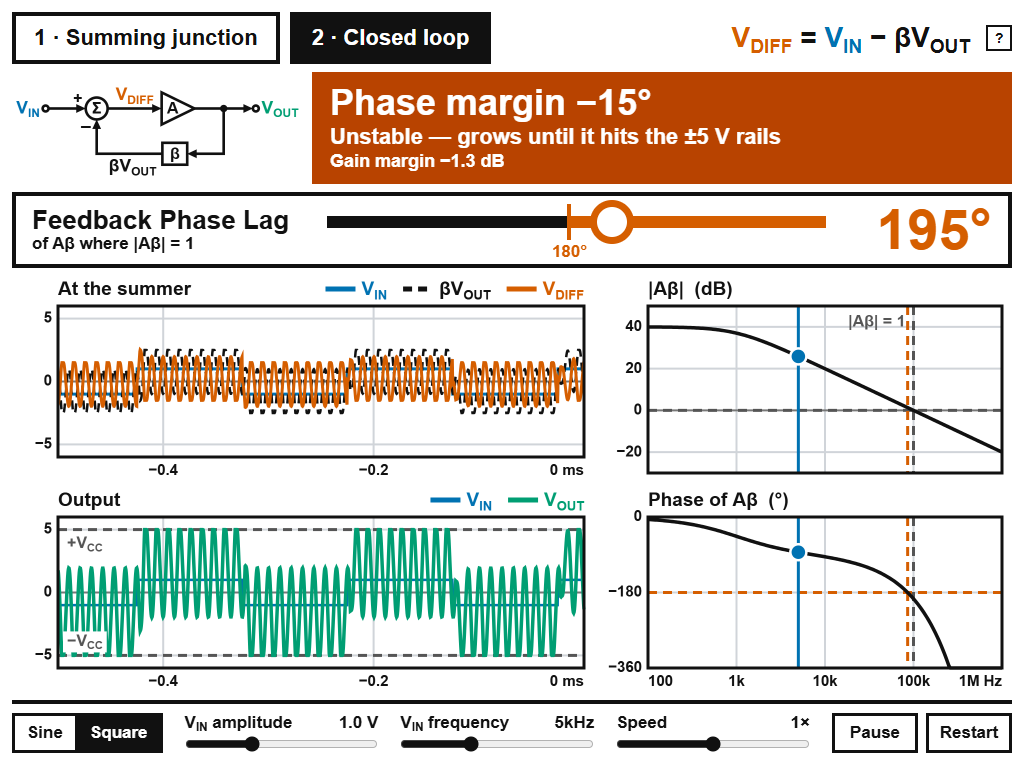 1 · Summing junction
2 · Closed loop
VDIFF = VIN − βVOUT
?
VIN
+
Σ
−
VDIFF
A
VOUT
β
βVOUT
Phase margin −15°
Unstable — grows until it hits the ±5 V rails
Gain margin −1.3 dB
Feedback Phase Lag
of Aβ where |Aβ| = 1
180°
195°
At the summer
VIN
βVOUT
VDIFF
5
0
−5
−0.4
−0.2
0 ms
|Aβ| (dB)
|Aβ| = 1
40
20
0
−20
Output
VIN
VOUT
5
+VCC
0
−VCC
−5
−0.4
−0.2
0 ms
Phase of Aβ (°)
0
−180
−360
100
1k
10k
100k
1M Hz
Sine
Square
VIN amplitude
1.0 V
VIN frequency
5kHz
Speed
1×
Pause
Restart